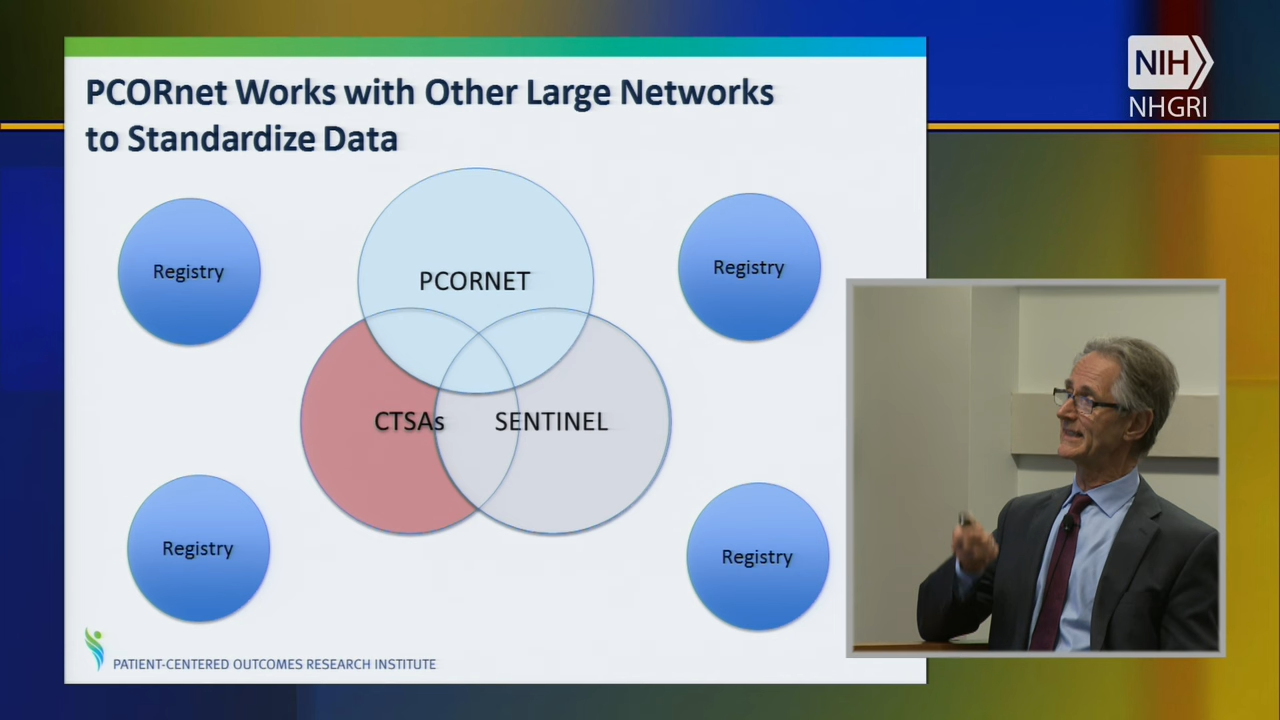 NIH
NHGRI
PCORnet Works with Other Large Networks
to Standardize Data
Registry
PCORNET
Registry
CTSAs
SENTINEL
Registry
Registry
PATIENT-CENTERED OUTCOMES RESEARCH INSTITUTE